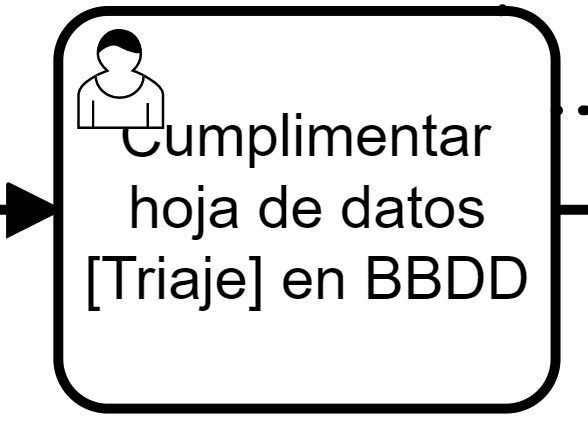 Cumplimentar
hoja de datos
[Triaje] en BBDD